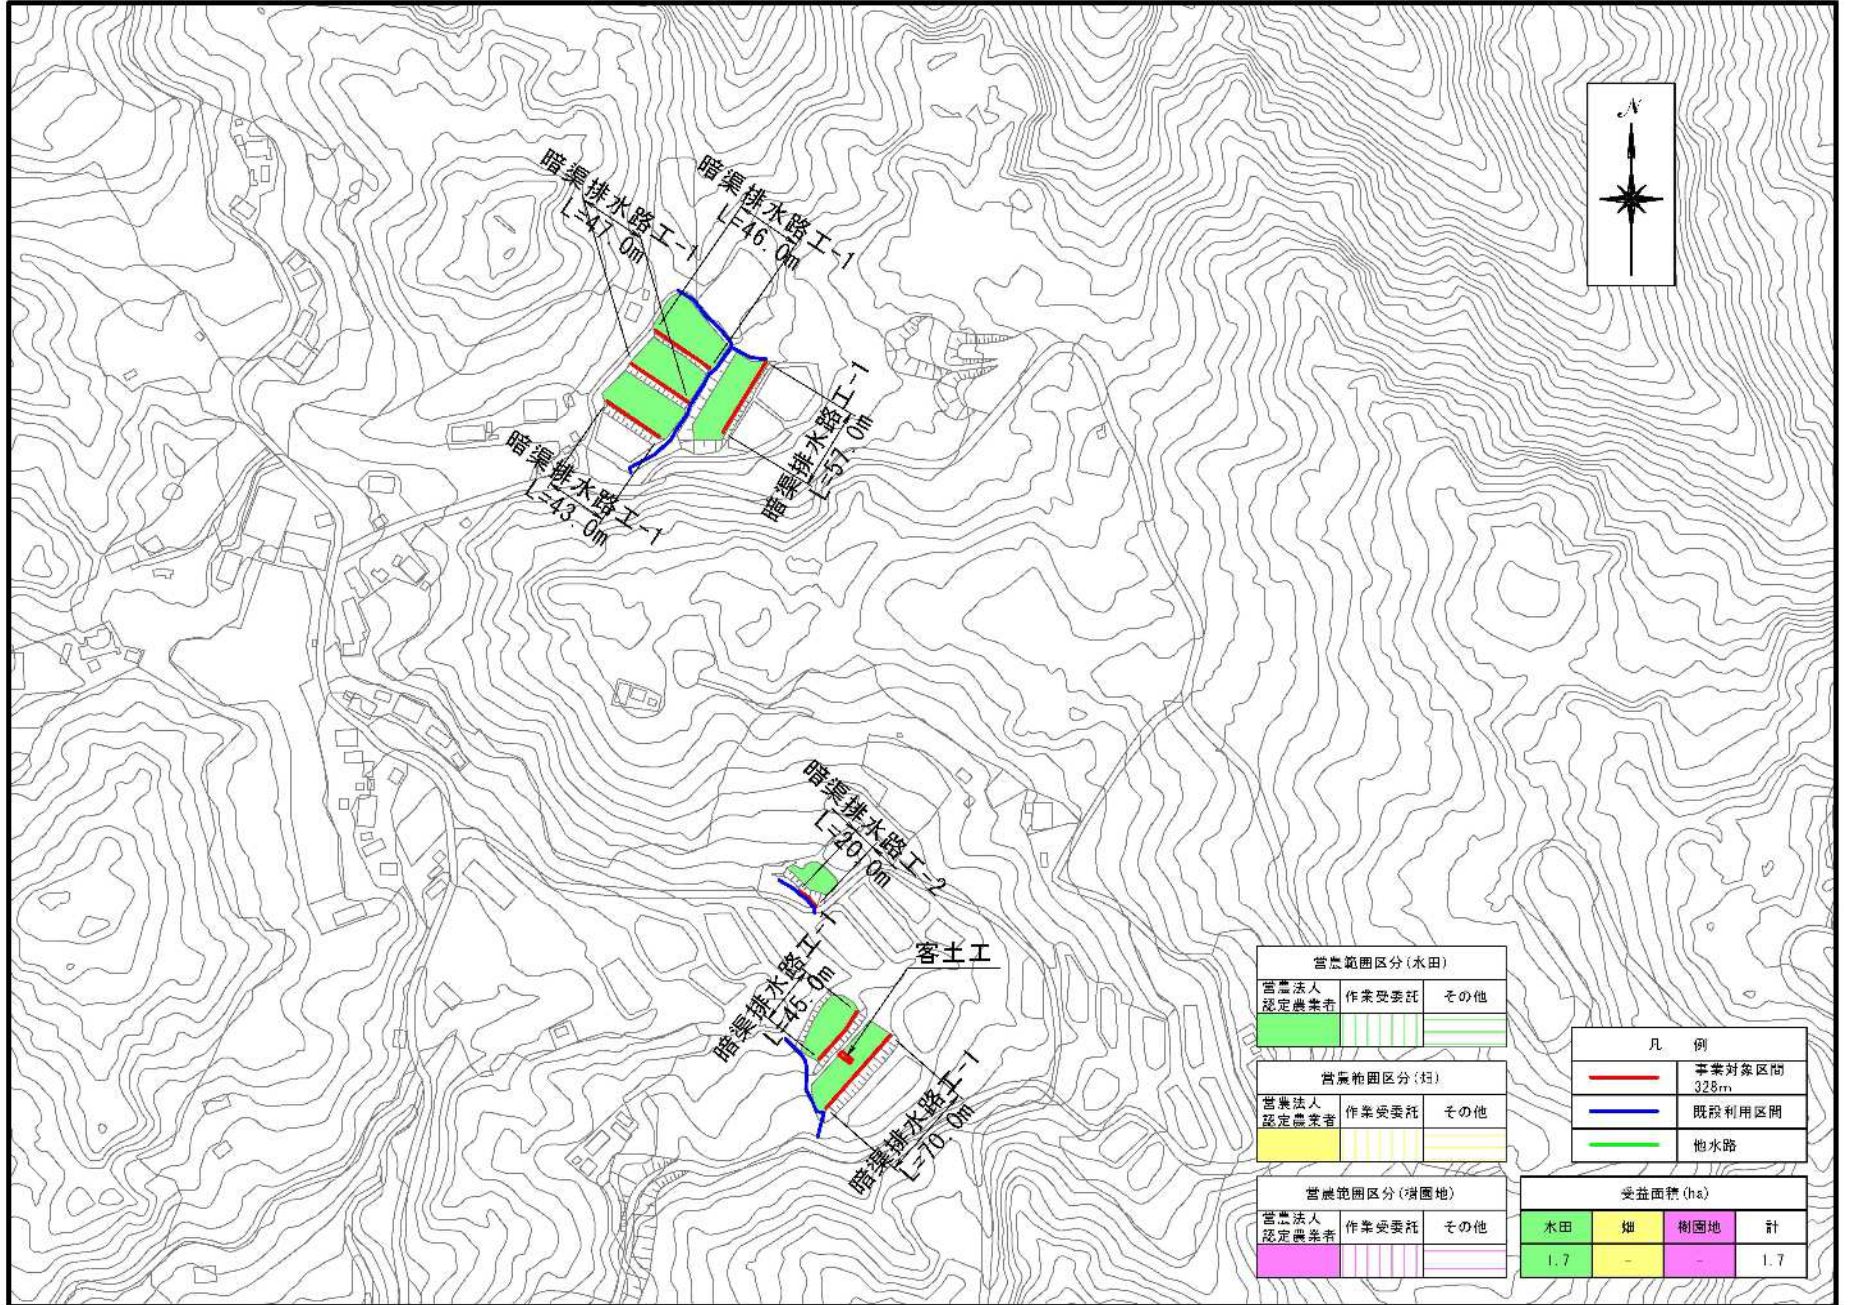 N
暗渠排水路工-1
L=47.0m
暗渠排水路工-1
L=46.0m
暗渠排水路工-1
L=57.0m
暗渠排水路工-1
L=43.0m
暗渠排水路工-2
L=20.0m
暗渠排水路工-1
L=45.0m
客土工
暗渠排水路工-1
L=70.0m
営農範囲区分(水田)
営農法人
認定農業者
作業受委託
その他
営農範囲区分(畑)
営農法人
認定農業者
作業受委託
その他
営農範囲区分(樹園地)
営農法人
認定農業者
作業受委託
その他
凡 例
事業対象区間
328m
既設利用区間
他水路
受益面積(ha)
水田 畑 樹園地 計
1.7 - - 1.7